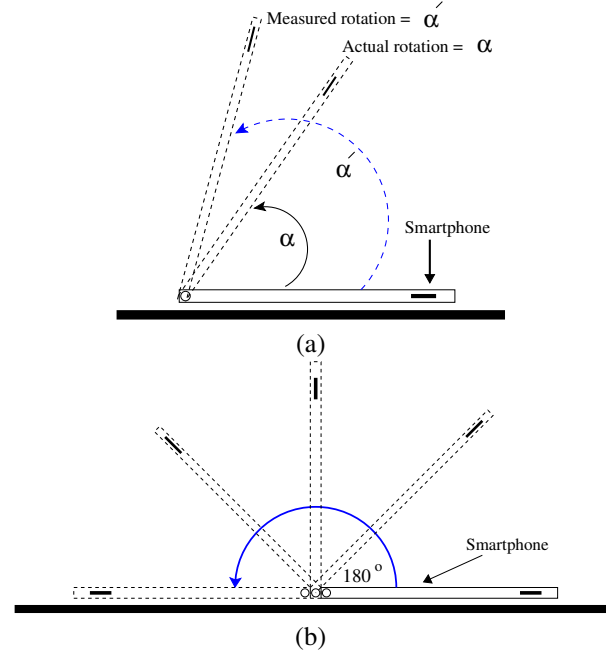 Measured rotation = α´
Actual rotation = α
α´
α
Smartphone
(a)
180°
Smartphone
(b)